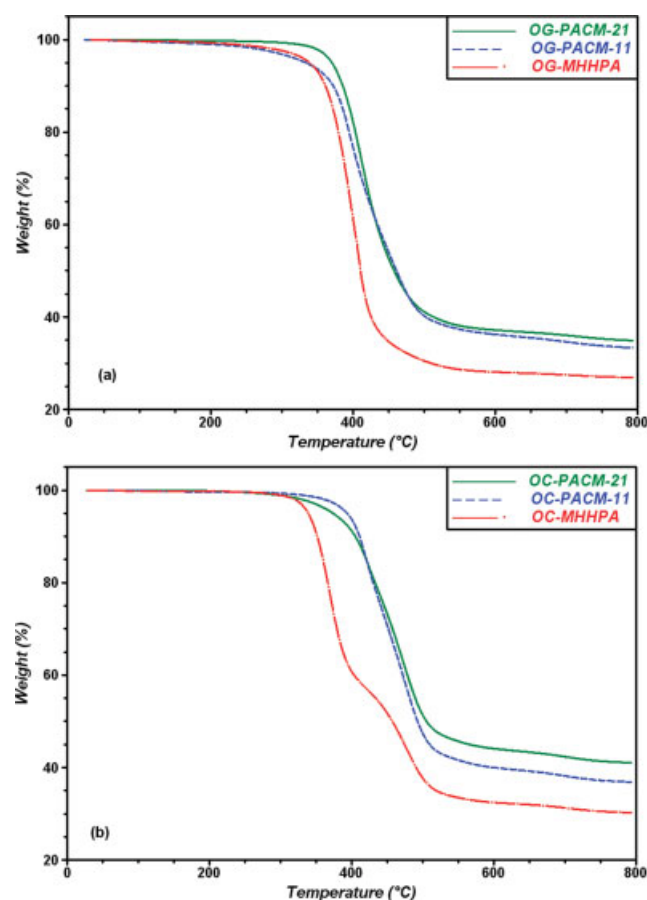 OG-PACM-21
OG-PACM-11
OG-MHHPA
100
80
60
40
20
Weight (%)
(a)
0 200 400 600 800
Temperature (°C)
OC-PACM-21
OC-PACM-11
OC-MHHPA
100
80
60
40
20
Weight (%)
(b)
0 200 400 600 800
Temperature (°C)